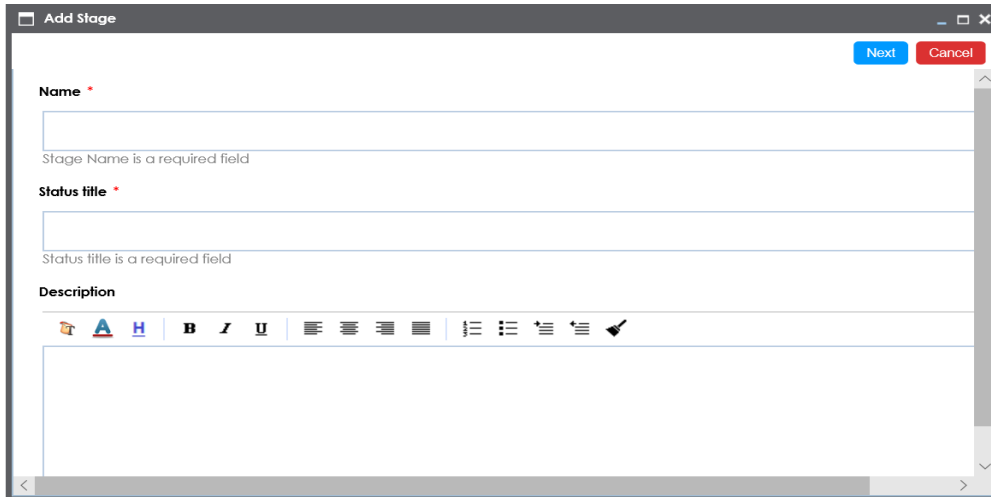 Add Stage
Next Cancel
Name *
Stage Name is a required field
Status title *
Status title is a required field
Description
T A H B I U